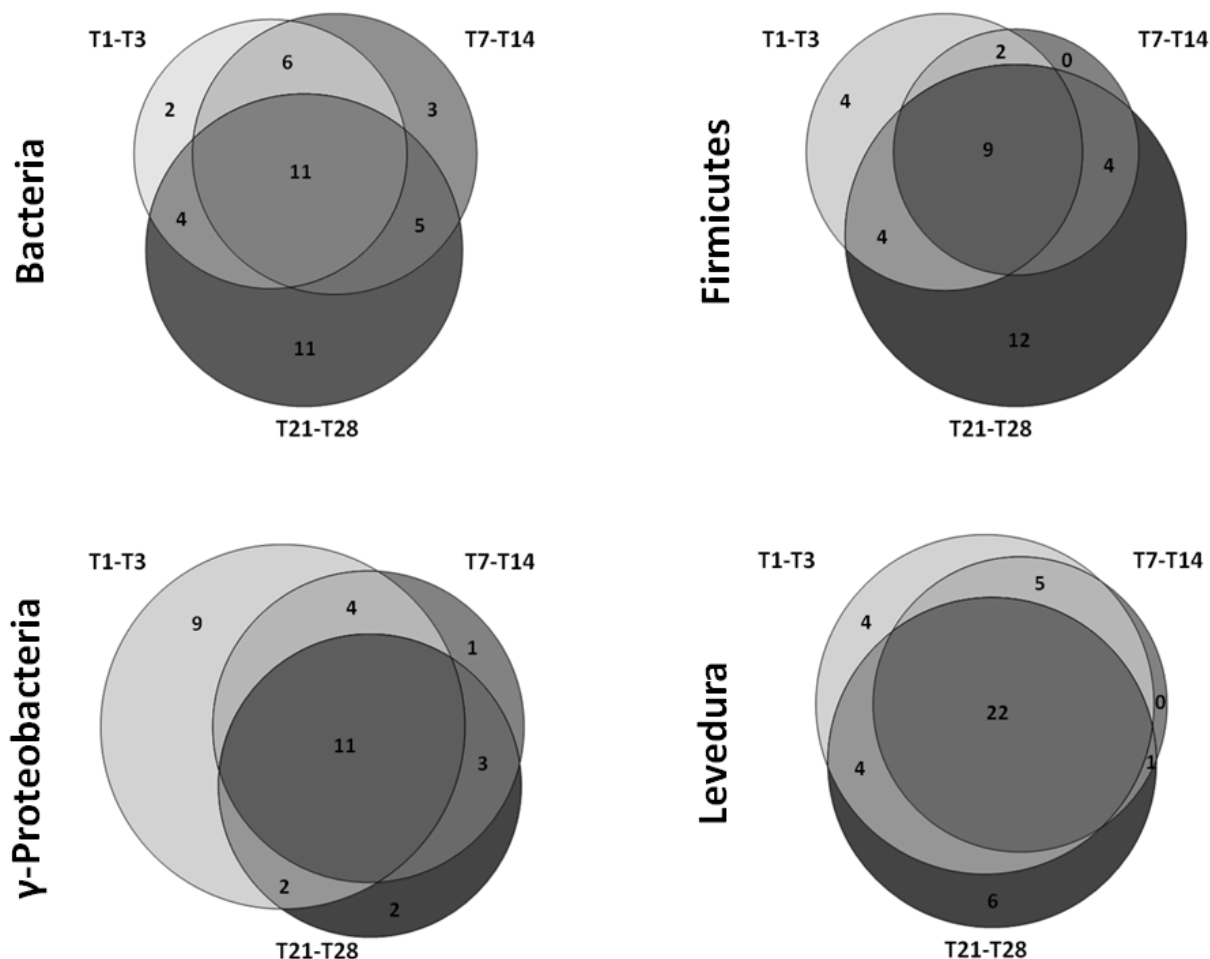 T1-T3
T7-T14
6
2
3
11
4
5
11
T21-T28
Bacteria
T1-T3
T7-T14
2
0
4
9
4
4
12
T21-T28
Firmicutes
T1-T3
T7-T14
4
9
1
11
3
2
2
T21-T28
γ-Proteobacteria
T1-T3
T7-T14
5
4
0
22
4
1
6
T21-T28
Levedura